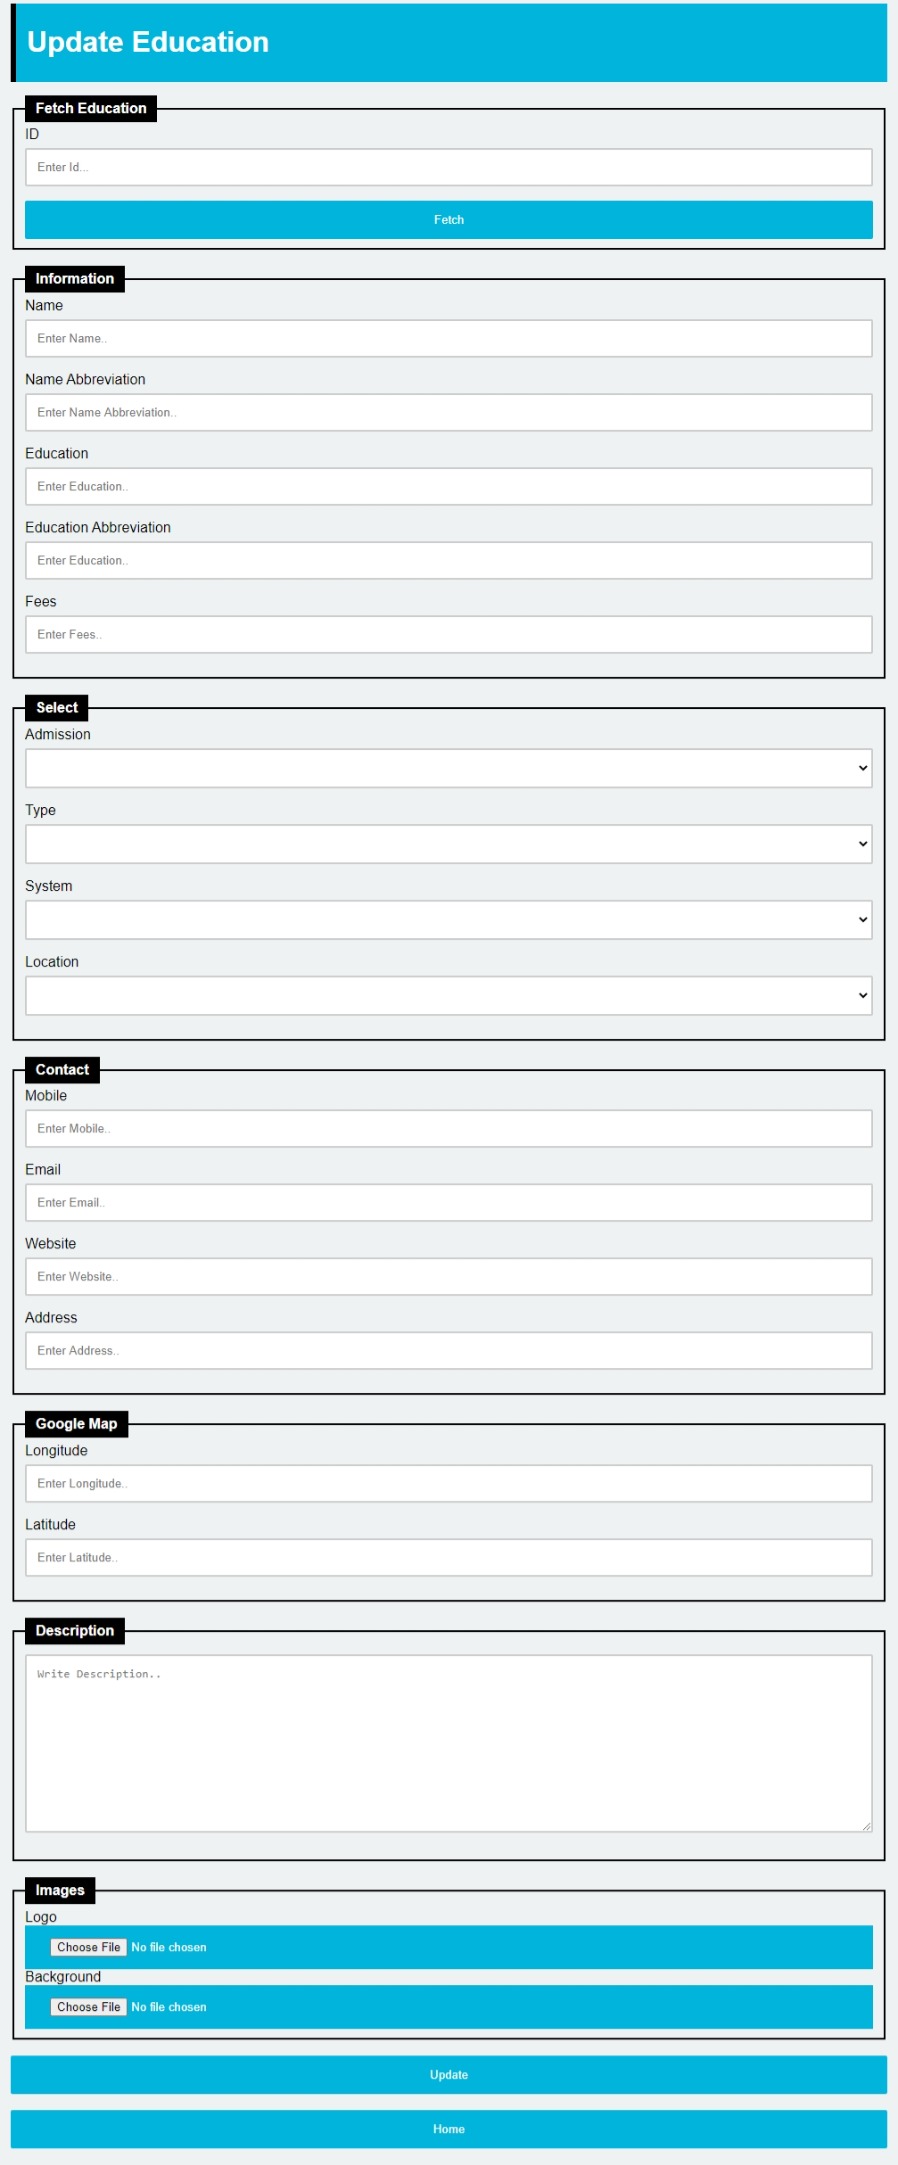 Update Education
Fetch Education
ID
Enter Id...
Fetch
Information
Name
Enter Name..
Name Abbreviation
Enter Name Abbreviation..
Education
Enter Education..
Education Abbreviation
Enter Education..
Fees
Enter Fees..
Select
Admission
Type
System
Location
Contact
Mobile
Enter Mobile..
Email
Enter Email..
Website
Enter Website..
Address
Enter Address..
Google Map
Longitude
Enter Longitude..
Latitude
Enter Latitude..
Description
Write Description..
Images
Logo
Choose File No file chosen
Background
Choose File No file chosen
Update
Home